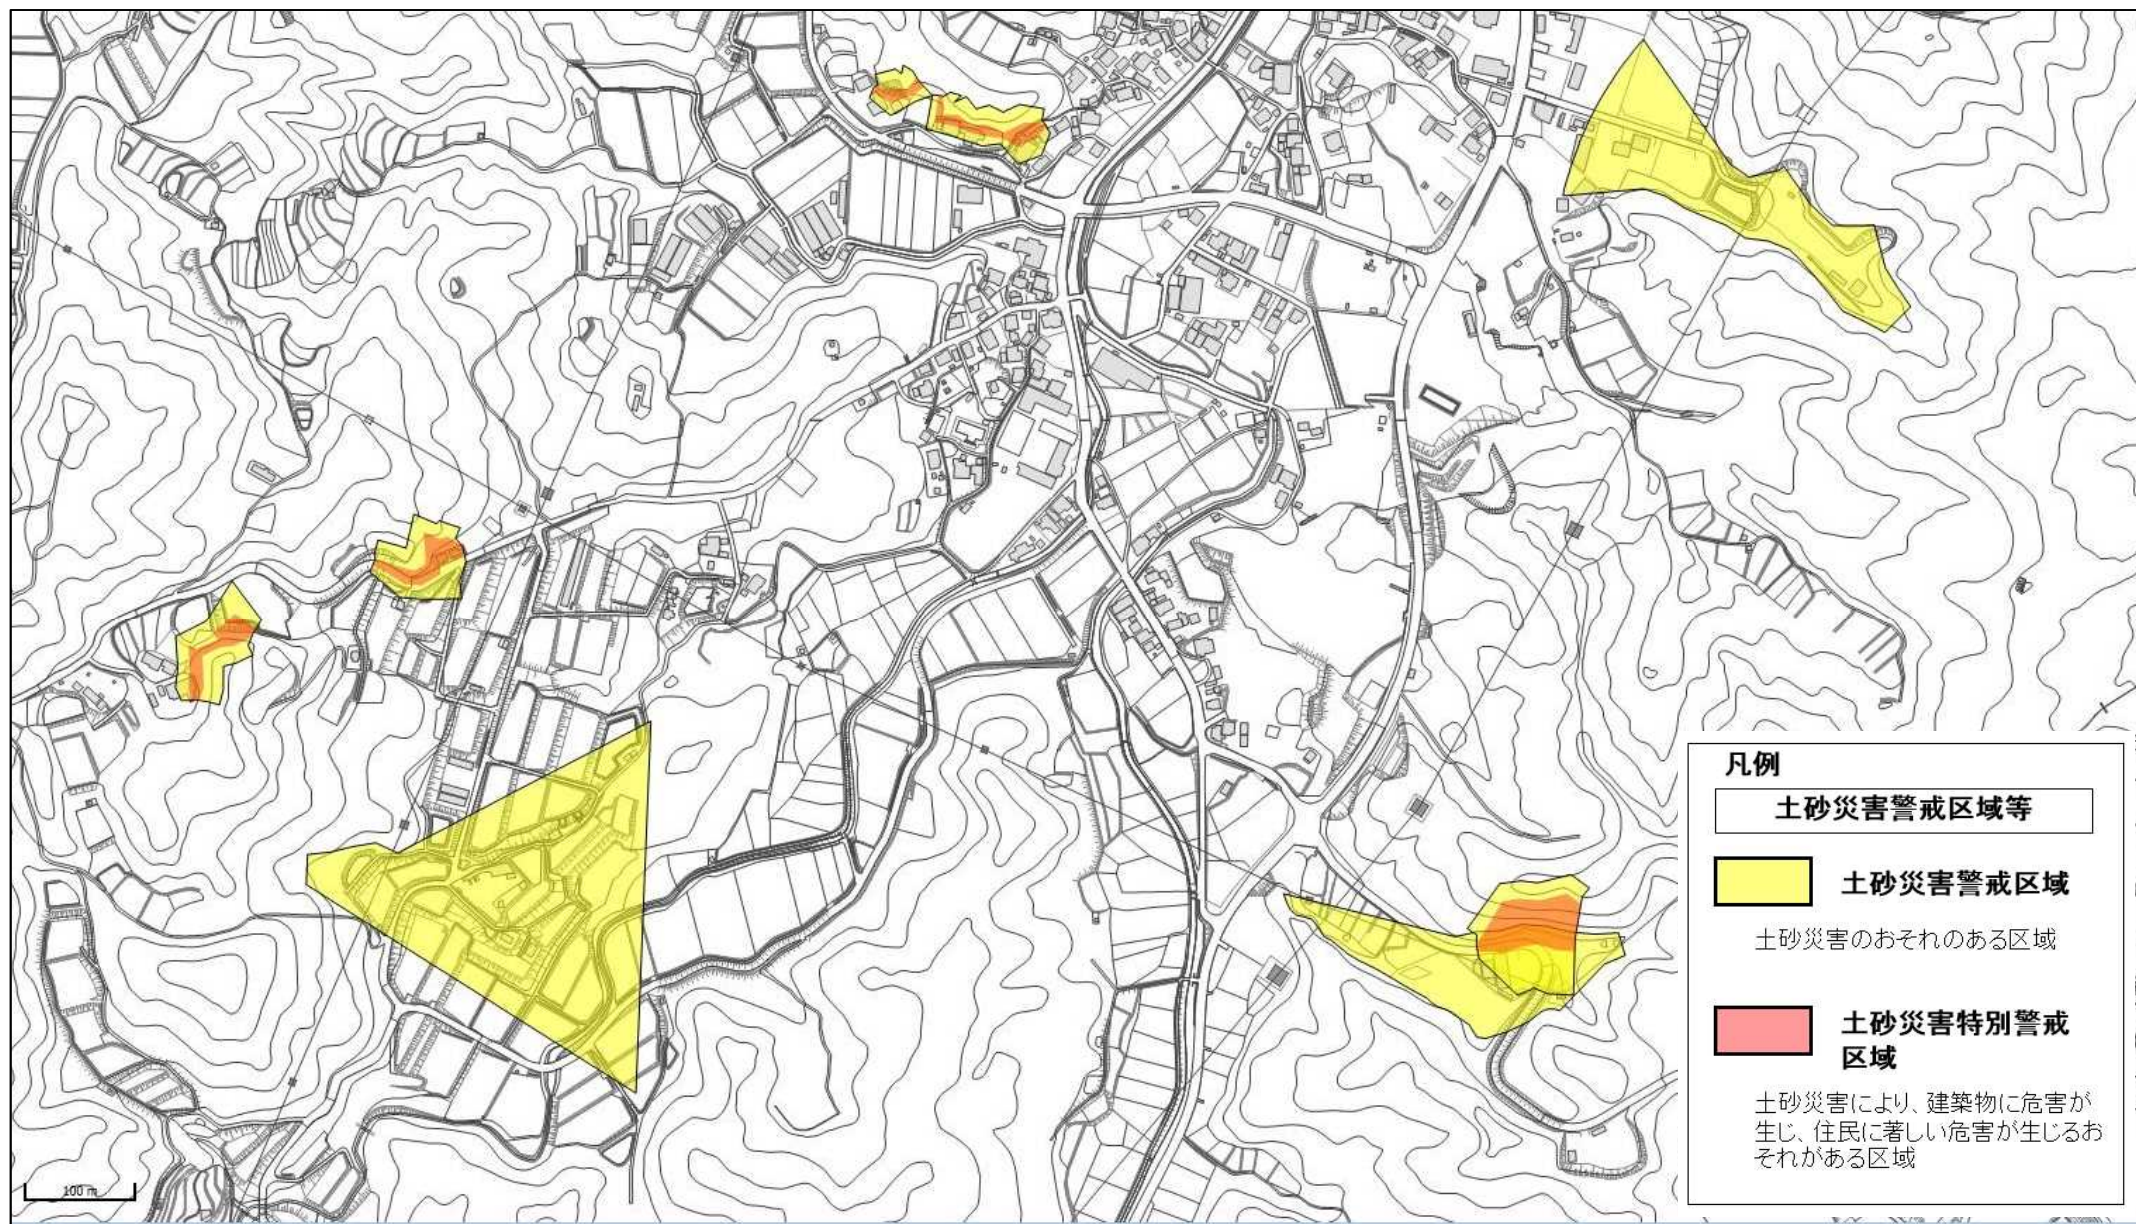 凡例
土砂災害警戒区域等
土砂災害警戒区域
土砂災害のおそれのある区域
土砂災害特別警戒
区域
土砂災害により、建築物に危害が
生じ、住民に著しい危害が生じるお
それがある区域
100 m